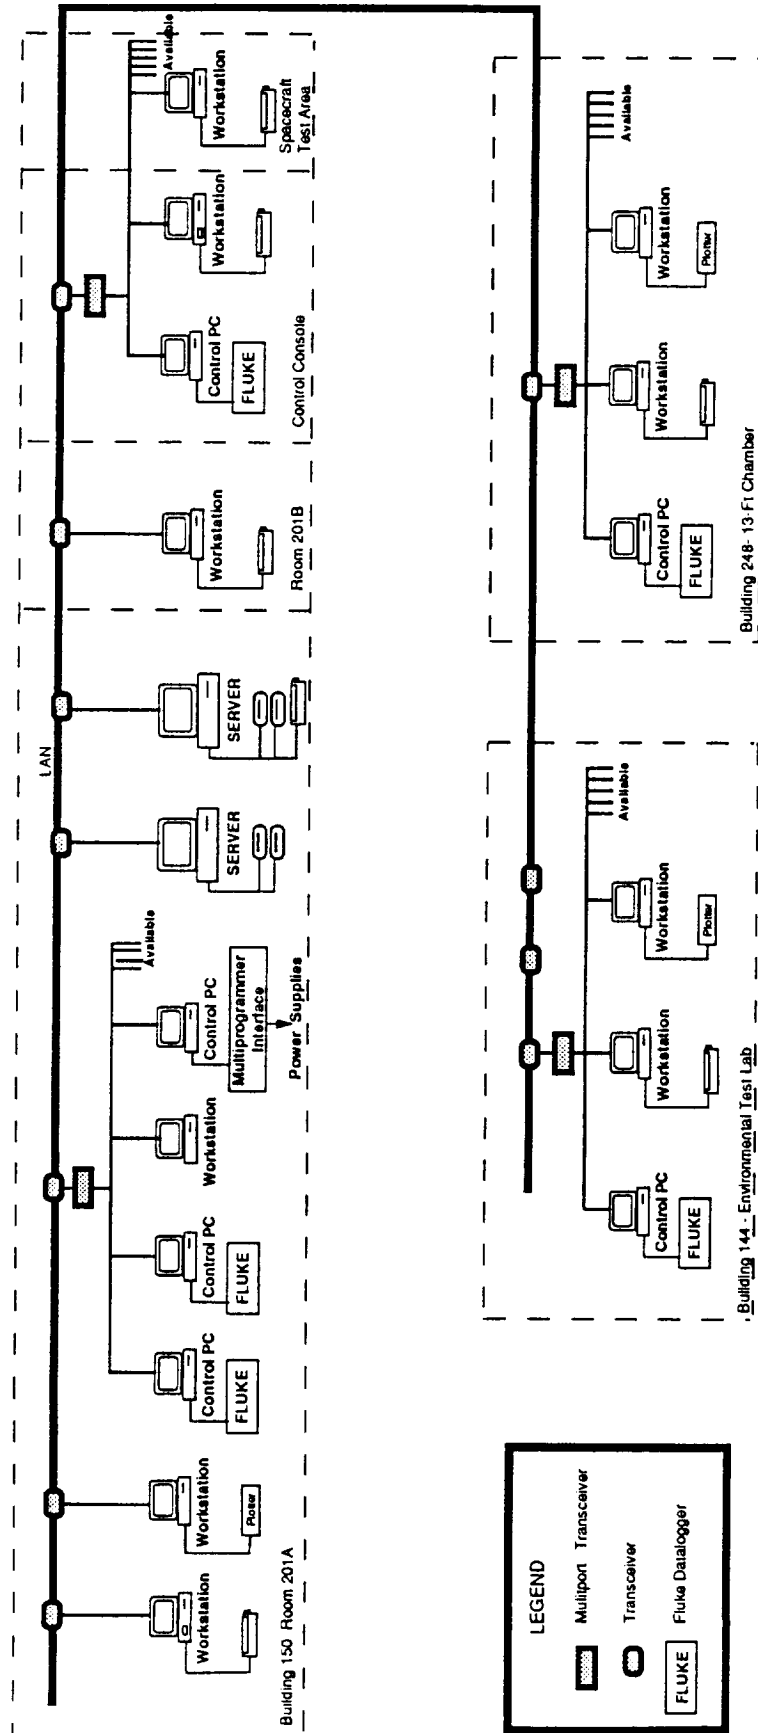 LAN
Workstation
Building 150 Room 201A
Workstation
Plotter
Control PC
FLUKE
Control PC
FLUKE
Workstation
Control PC
Multiprogrammer
Interface
Power Supplies
Available
SERVER
SERVER
Workstation
Room 201B
Control PC
FLUKE
Workstation
Control Console
Available
Workstation
Spacecraft
Test Area
LEGEND
Mulitport Transceiver
Transceiver
FLUKE
Fluke Datalogger
Control PC
FLUKE
Workstation
Workstation
Plotter
Available
Building 144 - Environmental Test Lab
Control PC
FLUKE
Workstation
Workstation
Plotter
Available
Building 248- 13-Ft Chamber